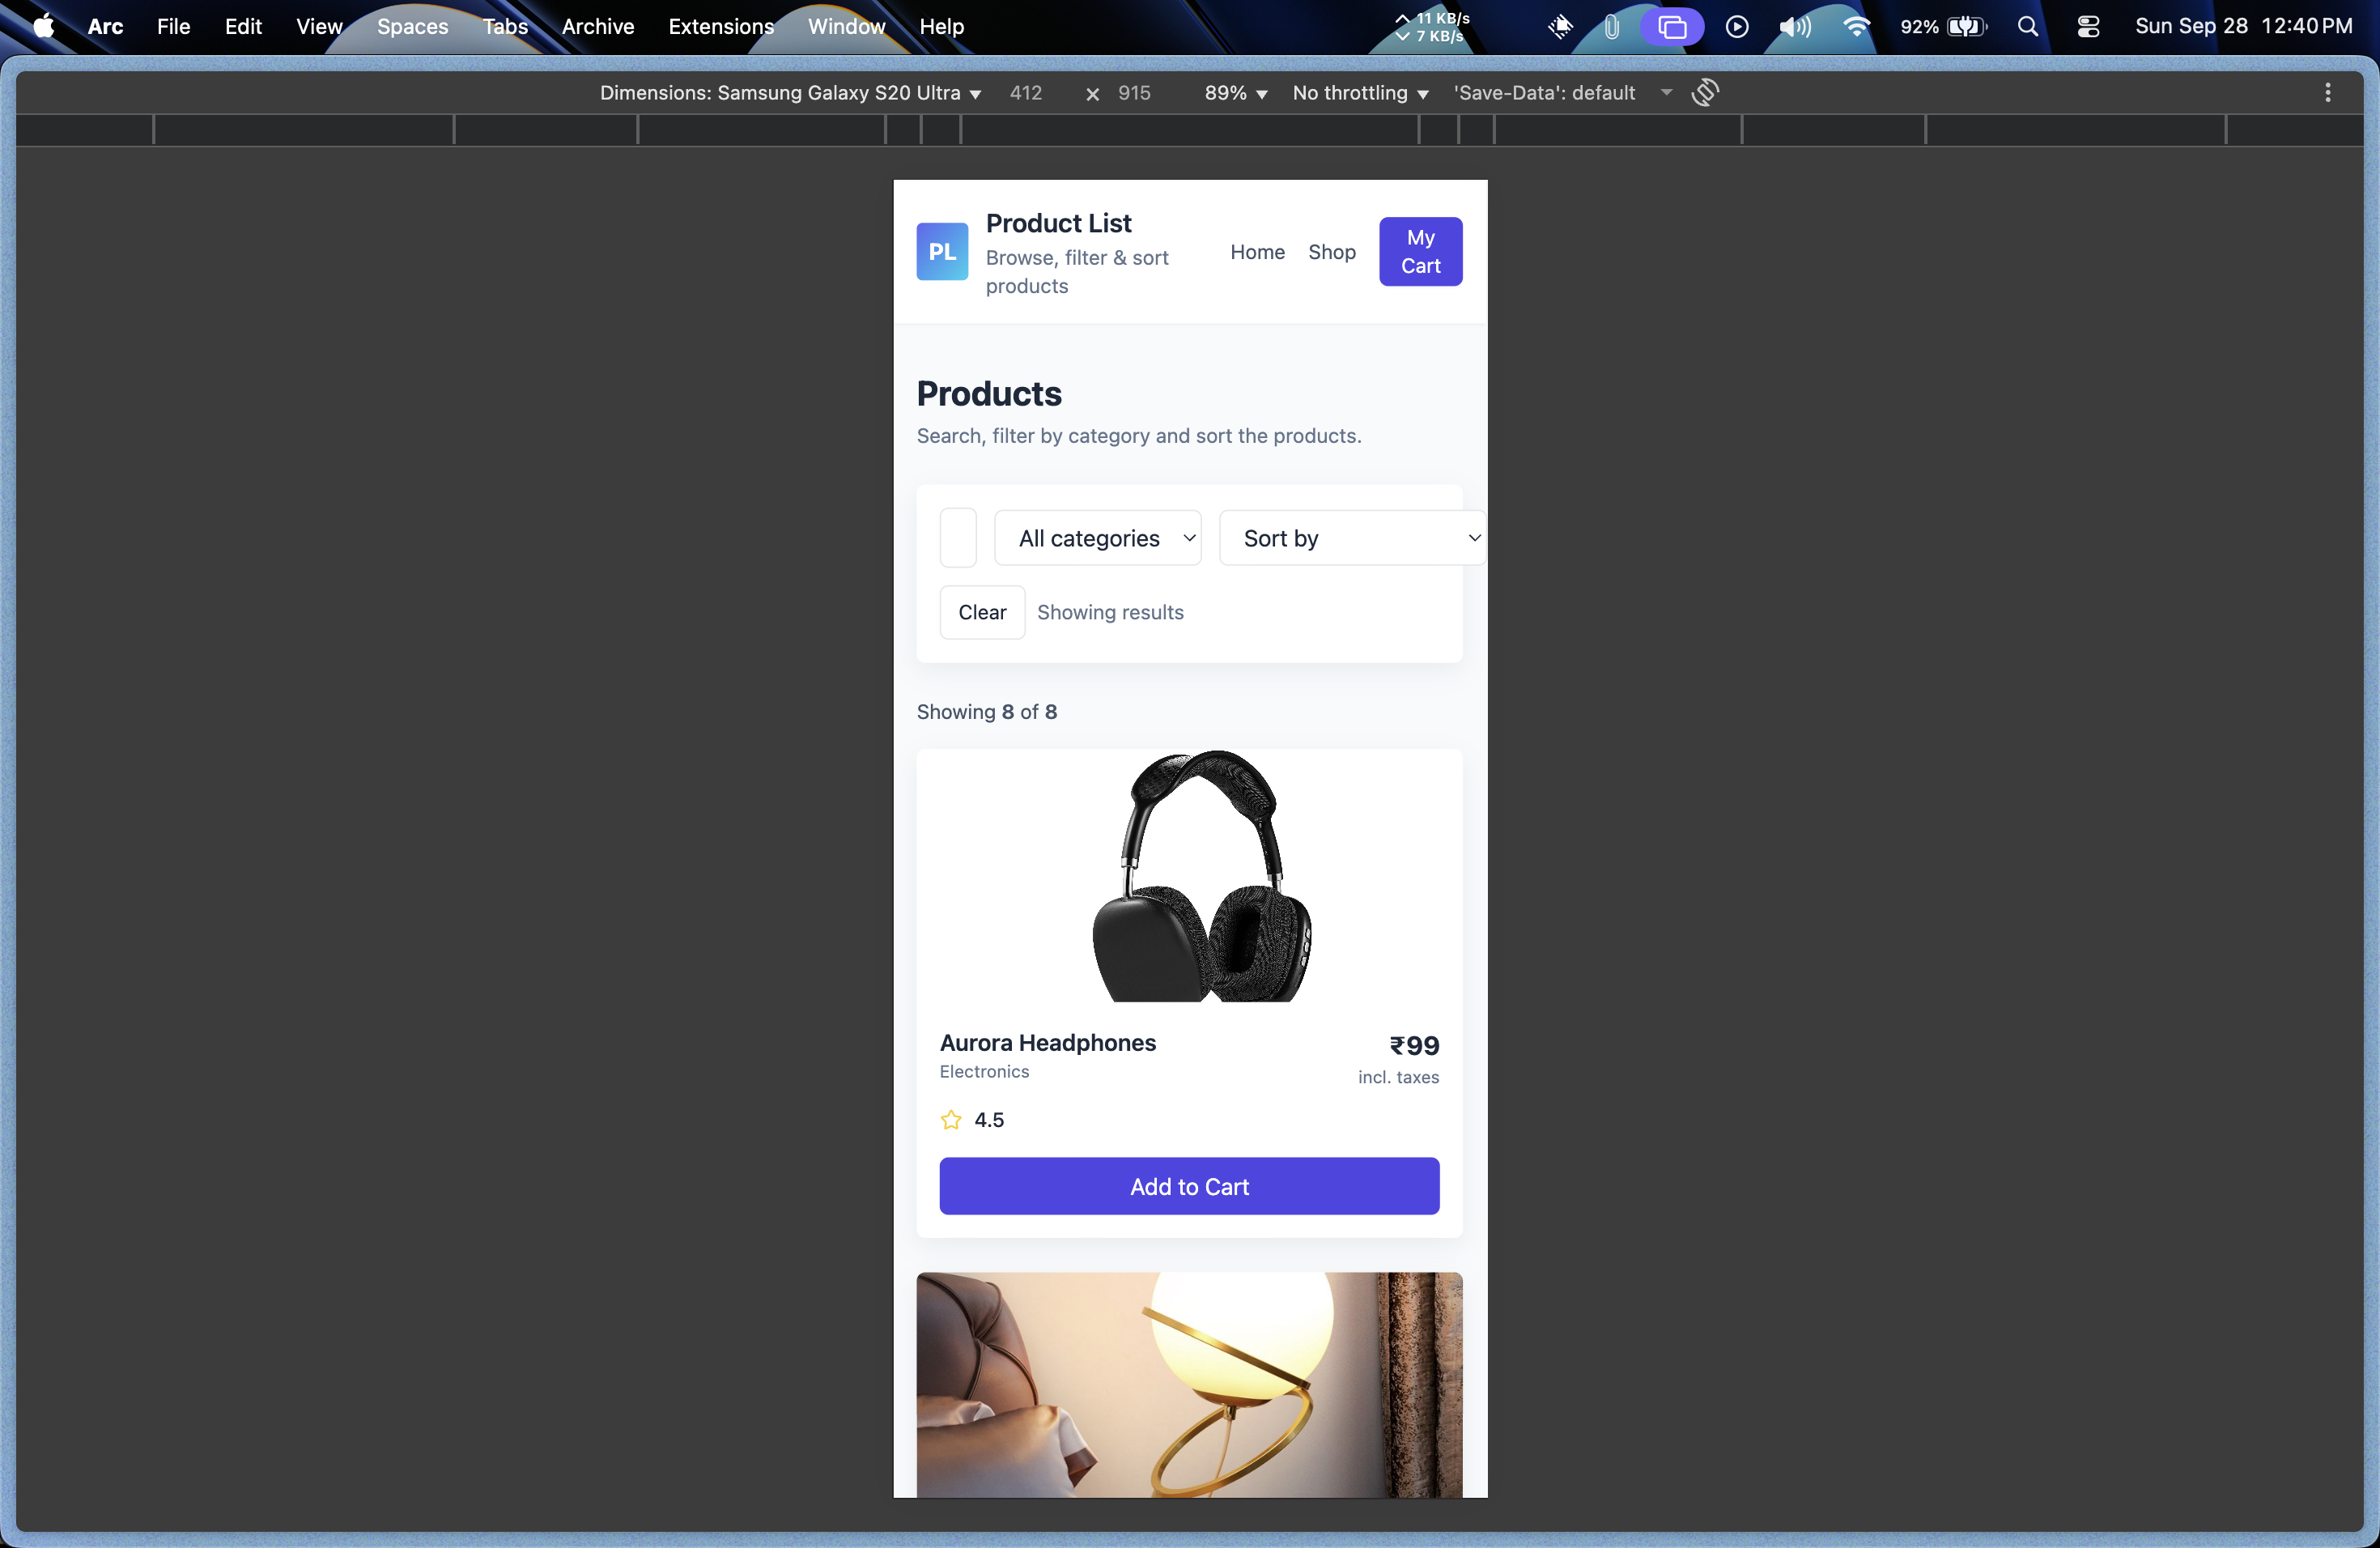 Arc File Edit View Spaces Tabs Archive Extensions Window Help 11 KB/s 92% Sun Sep 28 12:40 PM
7 KB/s
Dimensions: Samsung Galaxy S20 Ultra 412 × 915 89% No throttling 'Save-Data': default
PL
Product List
Browse, filter & sort
products
Home Shop
My
Cart
Products
Search, filter by category and sort the products.
All categories Sort by
Clear Showing results
Showing 8 of 8
Aurora Headphones ₹99
Electronics incl. taxes
4.5
Add to Cart